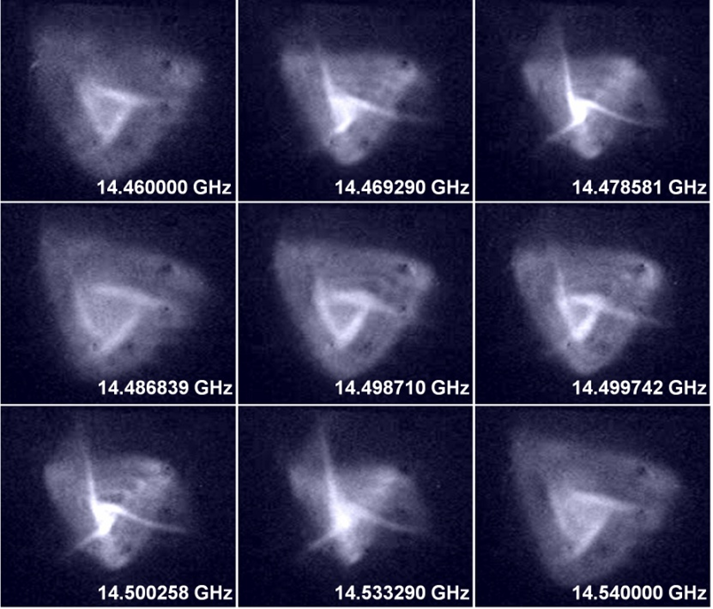 14.460000 GHz
14.469290 GHz
14.478581 GHz
14.486839 GHz
14.498710 GHz
14.499742 GHz
14.500258 GHz
14.533290 GHz
14.540000 GHz